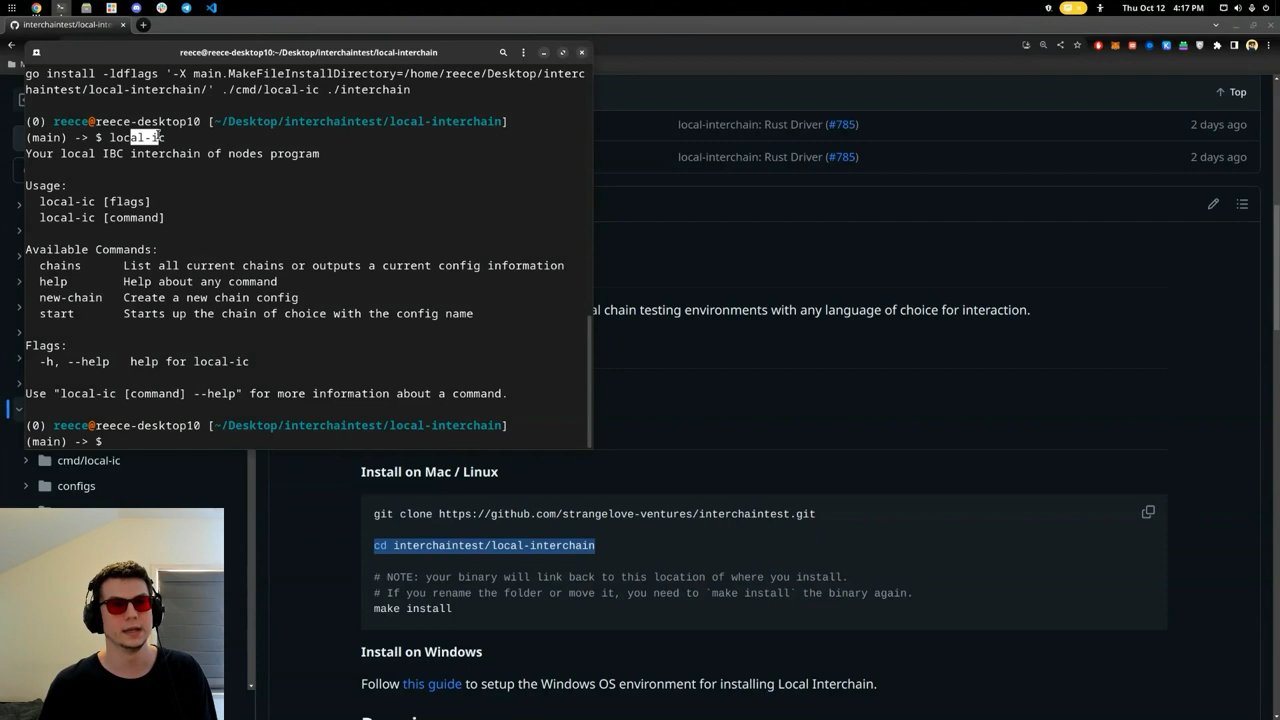 Thu Oct 12 4:17 PM
interchaintest/local-inte
reece@reece-desktop10:~/Desktop/interchaintest/local-interchain
go install -ldflags '-X main.MakeFileInstallDirectory=/home/reece/Desktop/interc
haintest/local-interchain/' ./cmd/local-ic ./interchain
(0) reece@reece-desktop10 [~/Desktop/interchaintest/local-interchain]
(main) -> $ local-ic
Your local IBC interchain of nodes program
Usage:
local-ic [flags]
local-ic [command]
Available Commands:
chains List all current chains or outputs a current config information
help Help about any command
new-chain Create a new chain config
start Starts up the chain of choice with the config name
Flags:
-h, --help help for local-ic
Use "local-ic [command] --help" for more information about a command.
(0) reece@reece-desktop10 [~/Desktop/interchaintest/local-interchain]
(main) -> $
Top
local-interchain: Rust Driver (#785) 2 days ago
local-interchain: Rust Driver (#785) 2 days ago
al chain testing environments with any language of choice for interaction.
cmd/local-ic
configs
Install on Mac / Linux
git clone https://github.com/strangelove-ventures/interchaintest.git
cd interchaintest/local-interchain
# NOTE: your binary will link back to this location of where you install.
# If you rename the folder or move it, you need to `make install` the binary again.
make install
Install on Windows
Follow this guide to setup the Windows OS environment for installing Local Interchain.